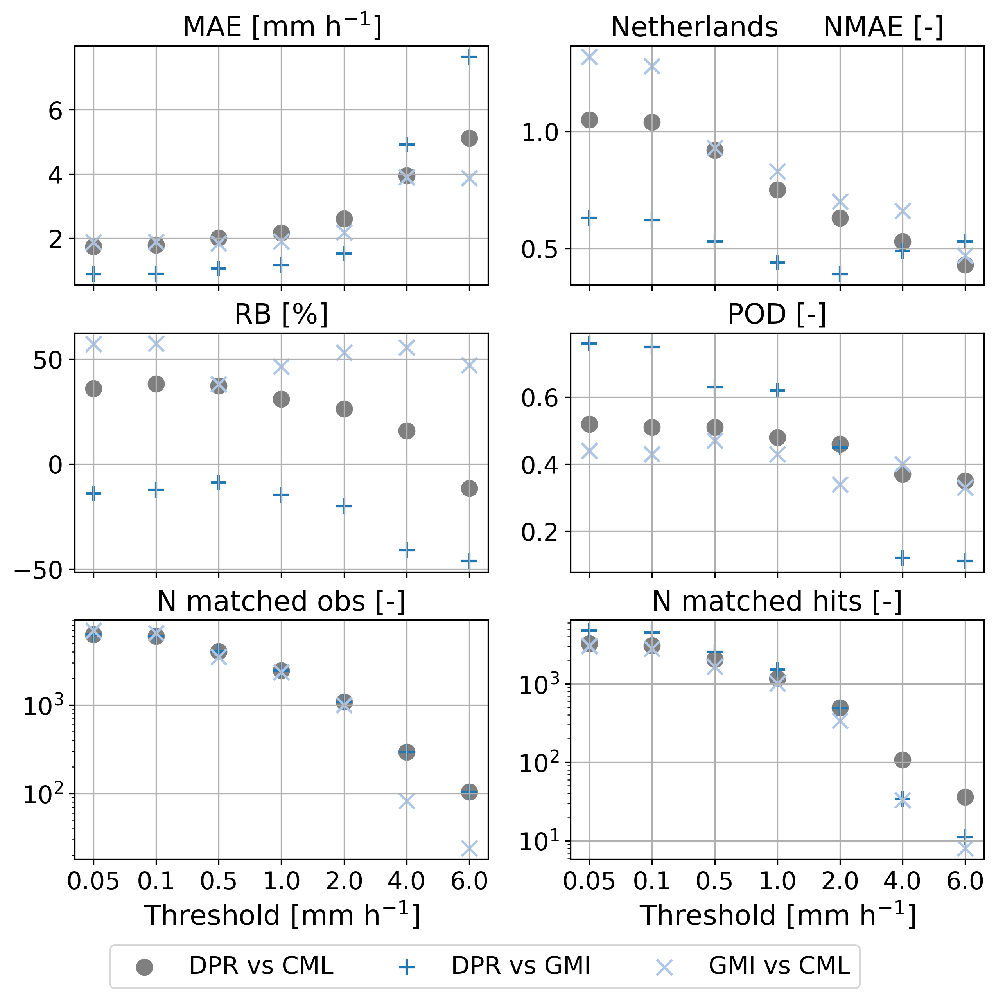 MAE [mm h⁻¹]
Netherlands NMAE [-]
6
4
2
1.0
0.5
RB [%]
POD [-]
50
0
−50
0.6
0.4
0.2
N matched obs [-]
N matched hits [-]
10³
10²
10³
10²
10¹
0.05 0.1 0.5 1.0 2.0 4.0 6.0
0.05 0.1 0.5 1.0 2.0 4.0 6.0
Threshold [mm h⁻¹]
Threshold [mm h⁻¹]
DPR vs CML DPR vs GMI GMI vs CML